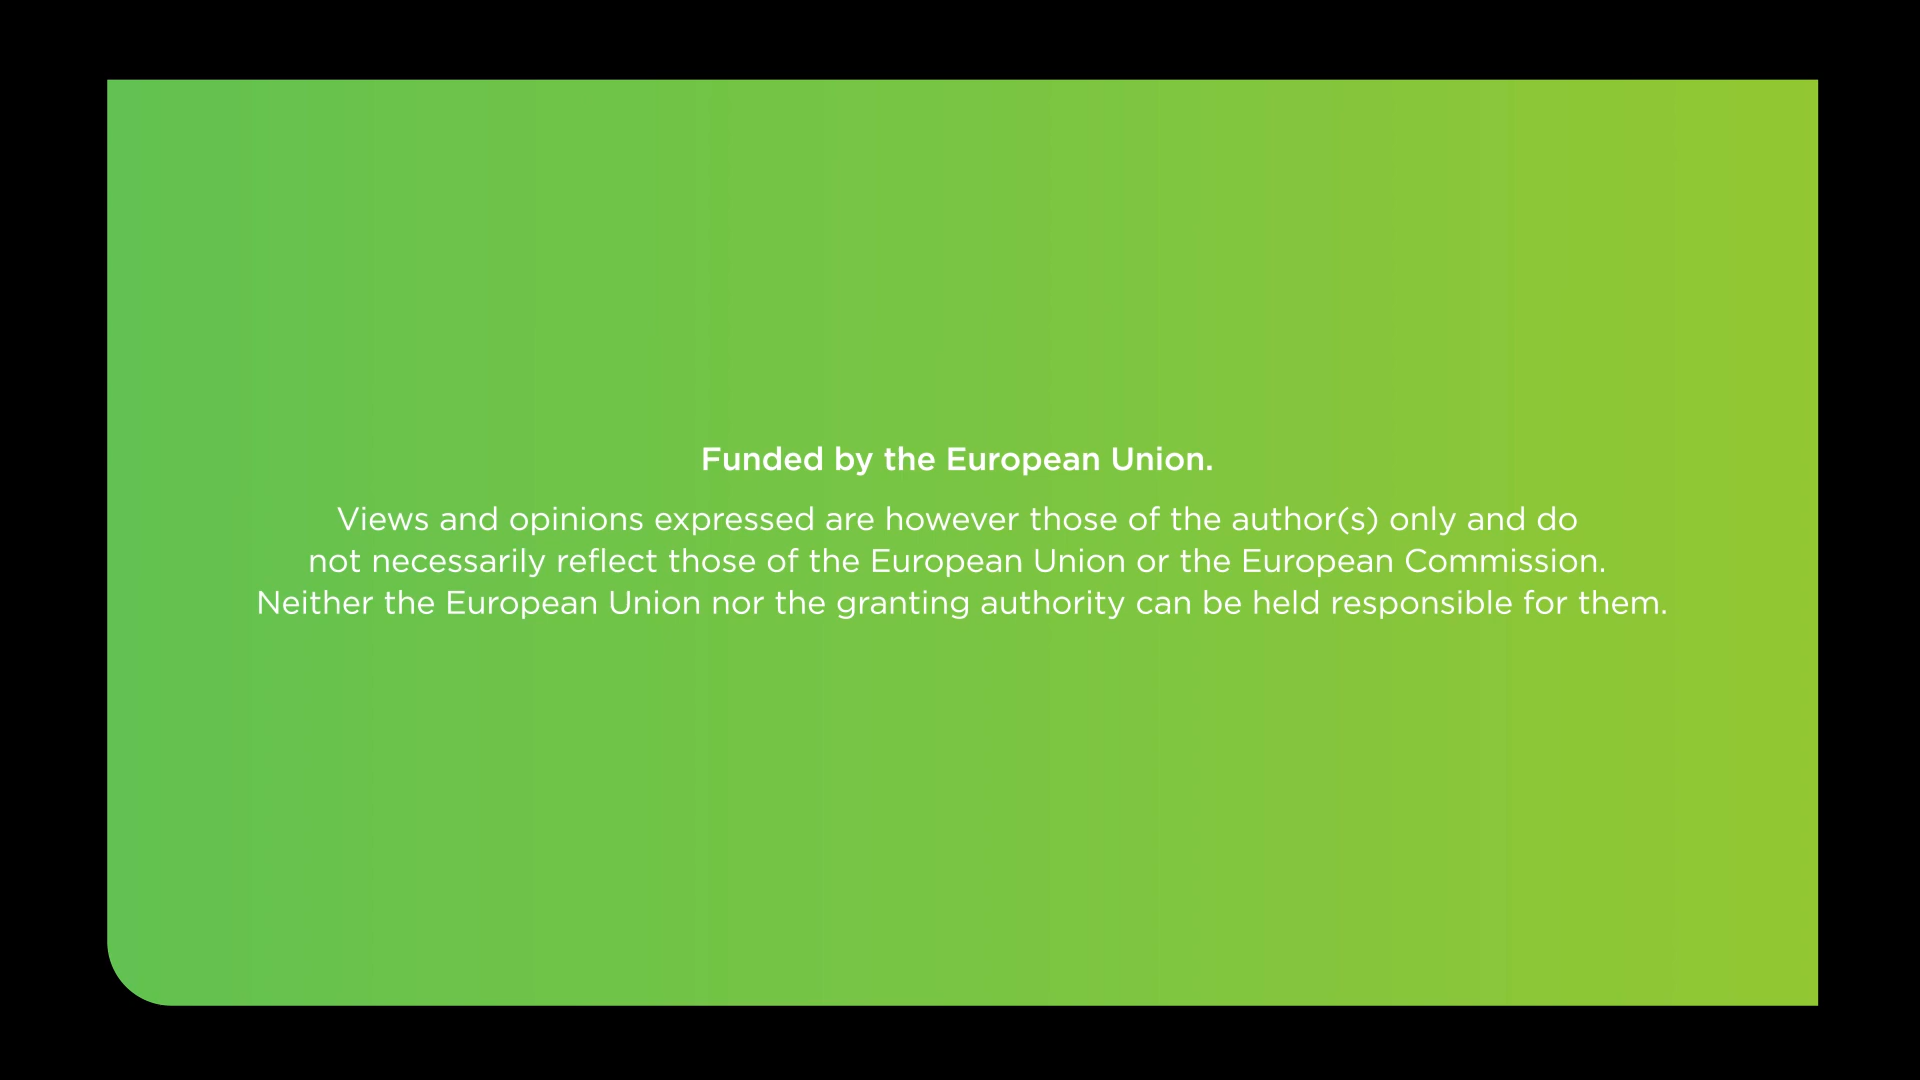 Funded by the European Union.
Views and opinions expressed are however those of the author(s) only and do
not necessarily reflect those of the European Union or the European Commission.
Neither the European Union nor the granting authority can be held responsible for them.